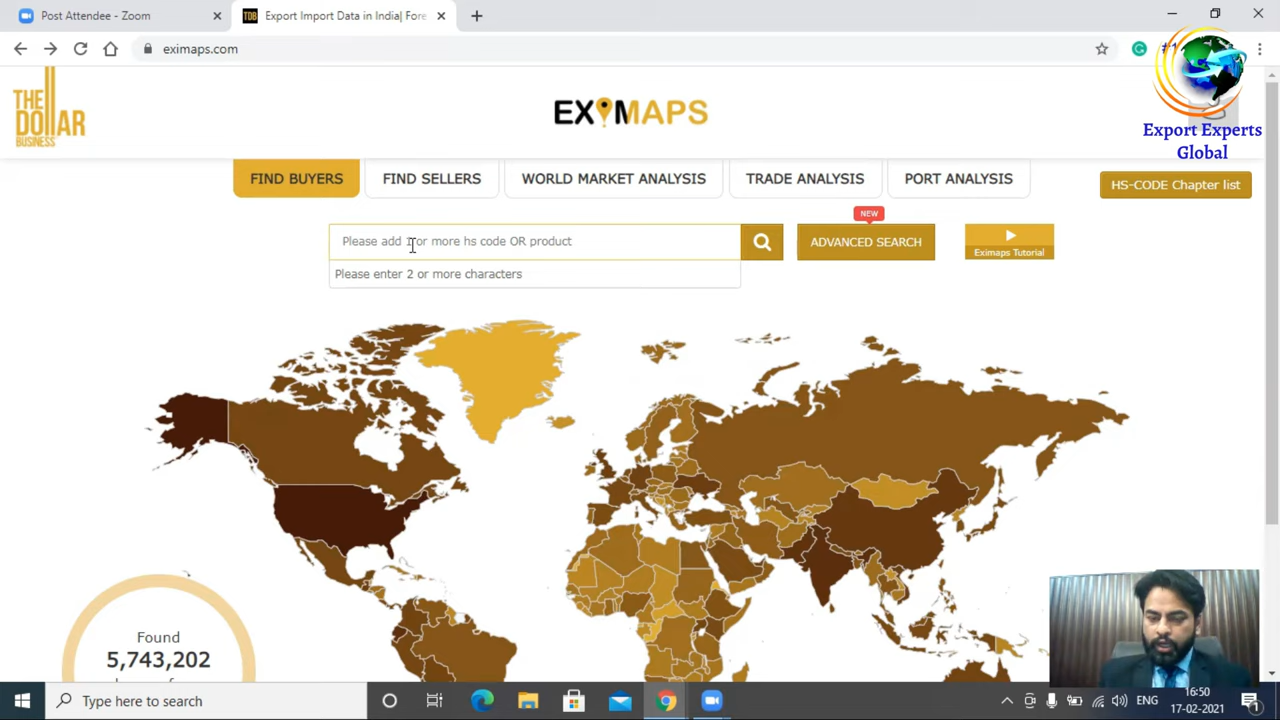 Post Attendee - Zoom
Export Import Data in India| Fore
eximaps.com
THE DOllAR BUSINESS
EXIMAPS
Export Experts
Global
FIND BUYERS
FIND SELLERS
WORLD MARKET ANALYSIS
TRADE ANALYSIS
PORT ANALYSIS
HS-CODE Chapter list
NEW
Please add 1 or more hs code OR product
ADVANCED SEARCH
Eximaps Tutorial
Please enter 2 or more characters
Found
5,743,202
Type here to search
ENG
16:50
17-02-2021
1